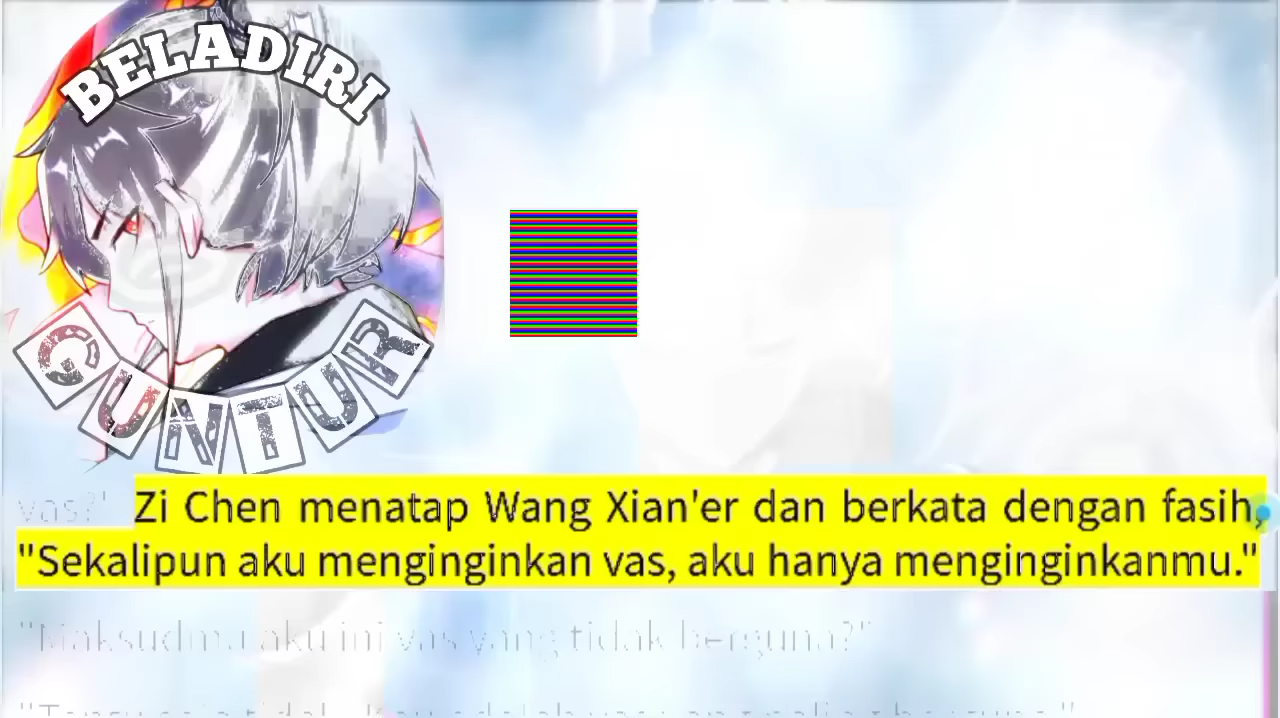 BELADIRI
GUNTUR
vas?" Zi Chen menatap Wang Xian'er dan berkata dengan fasih,
"Sekalipun aku menginginkan vas, aku hanya menginginkanmu."
"Maksudmu aku ini vas yang tidak berguna?"